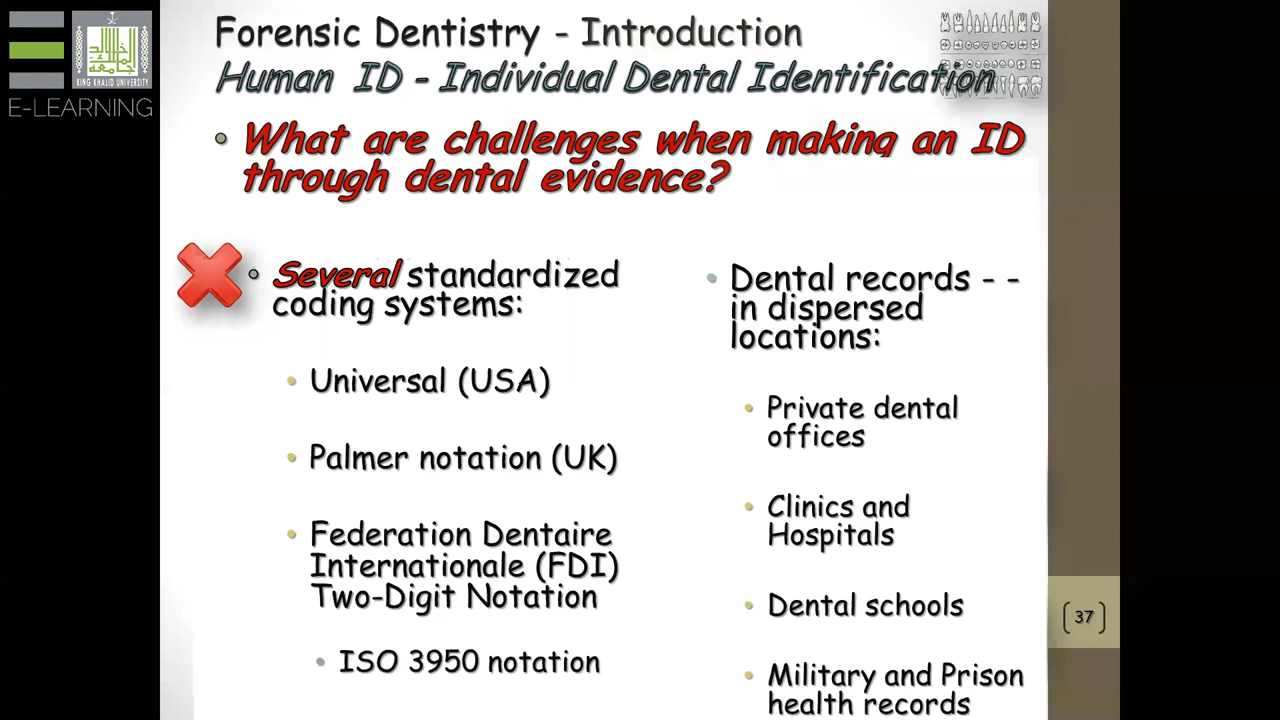 جامعة الملك خالد
KING KHALID UNIVERSITY
E-LEARNING
Forensic Dentistry - Introduction
Human ID - Individual Dental Identification
• What are challenges when making an ID
through dental evidence?
• Several standardized
coding systems:
• Universal (USA)
• Palmer notation (UK)
• Federation Dentaire
Internationale (FDI)
Two-Digit Notation
• ISO 3950 notation
• Dental records - -
in dispersed
locations:
• Private dental
offices
• Clinics and
Hospitals
• Dental schools
• Military and Prison
health records
37